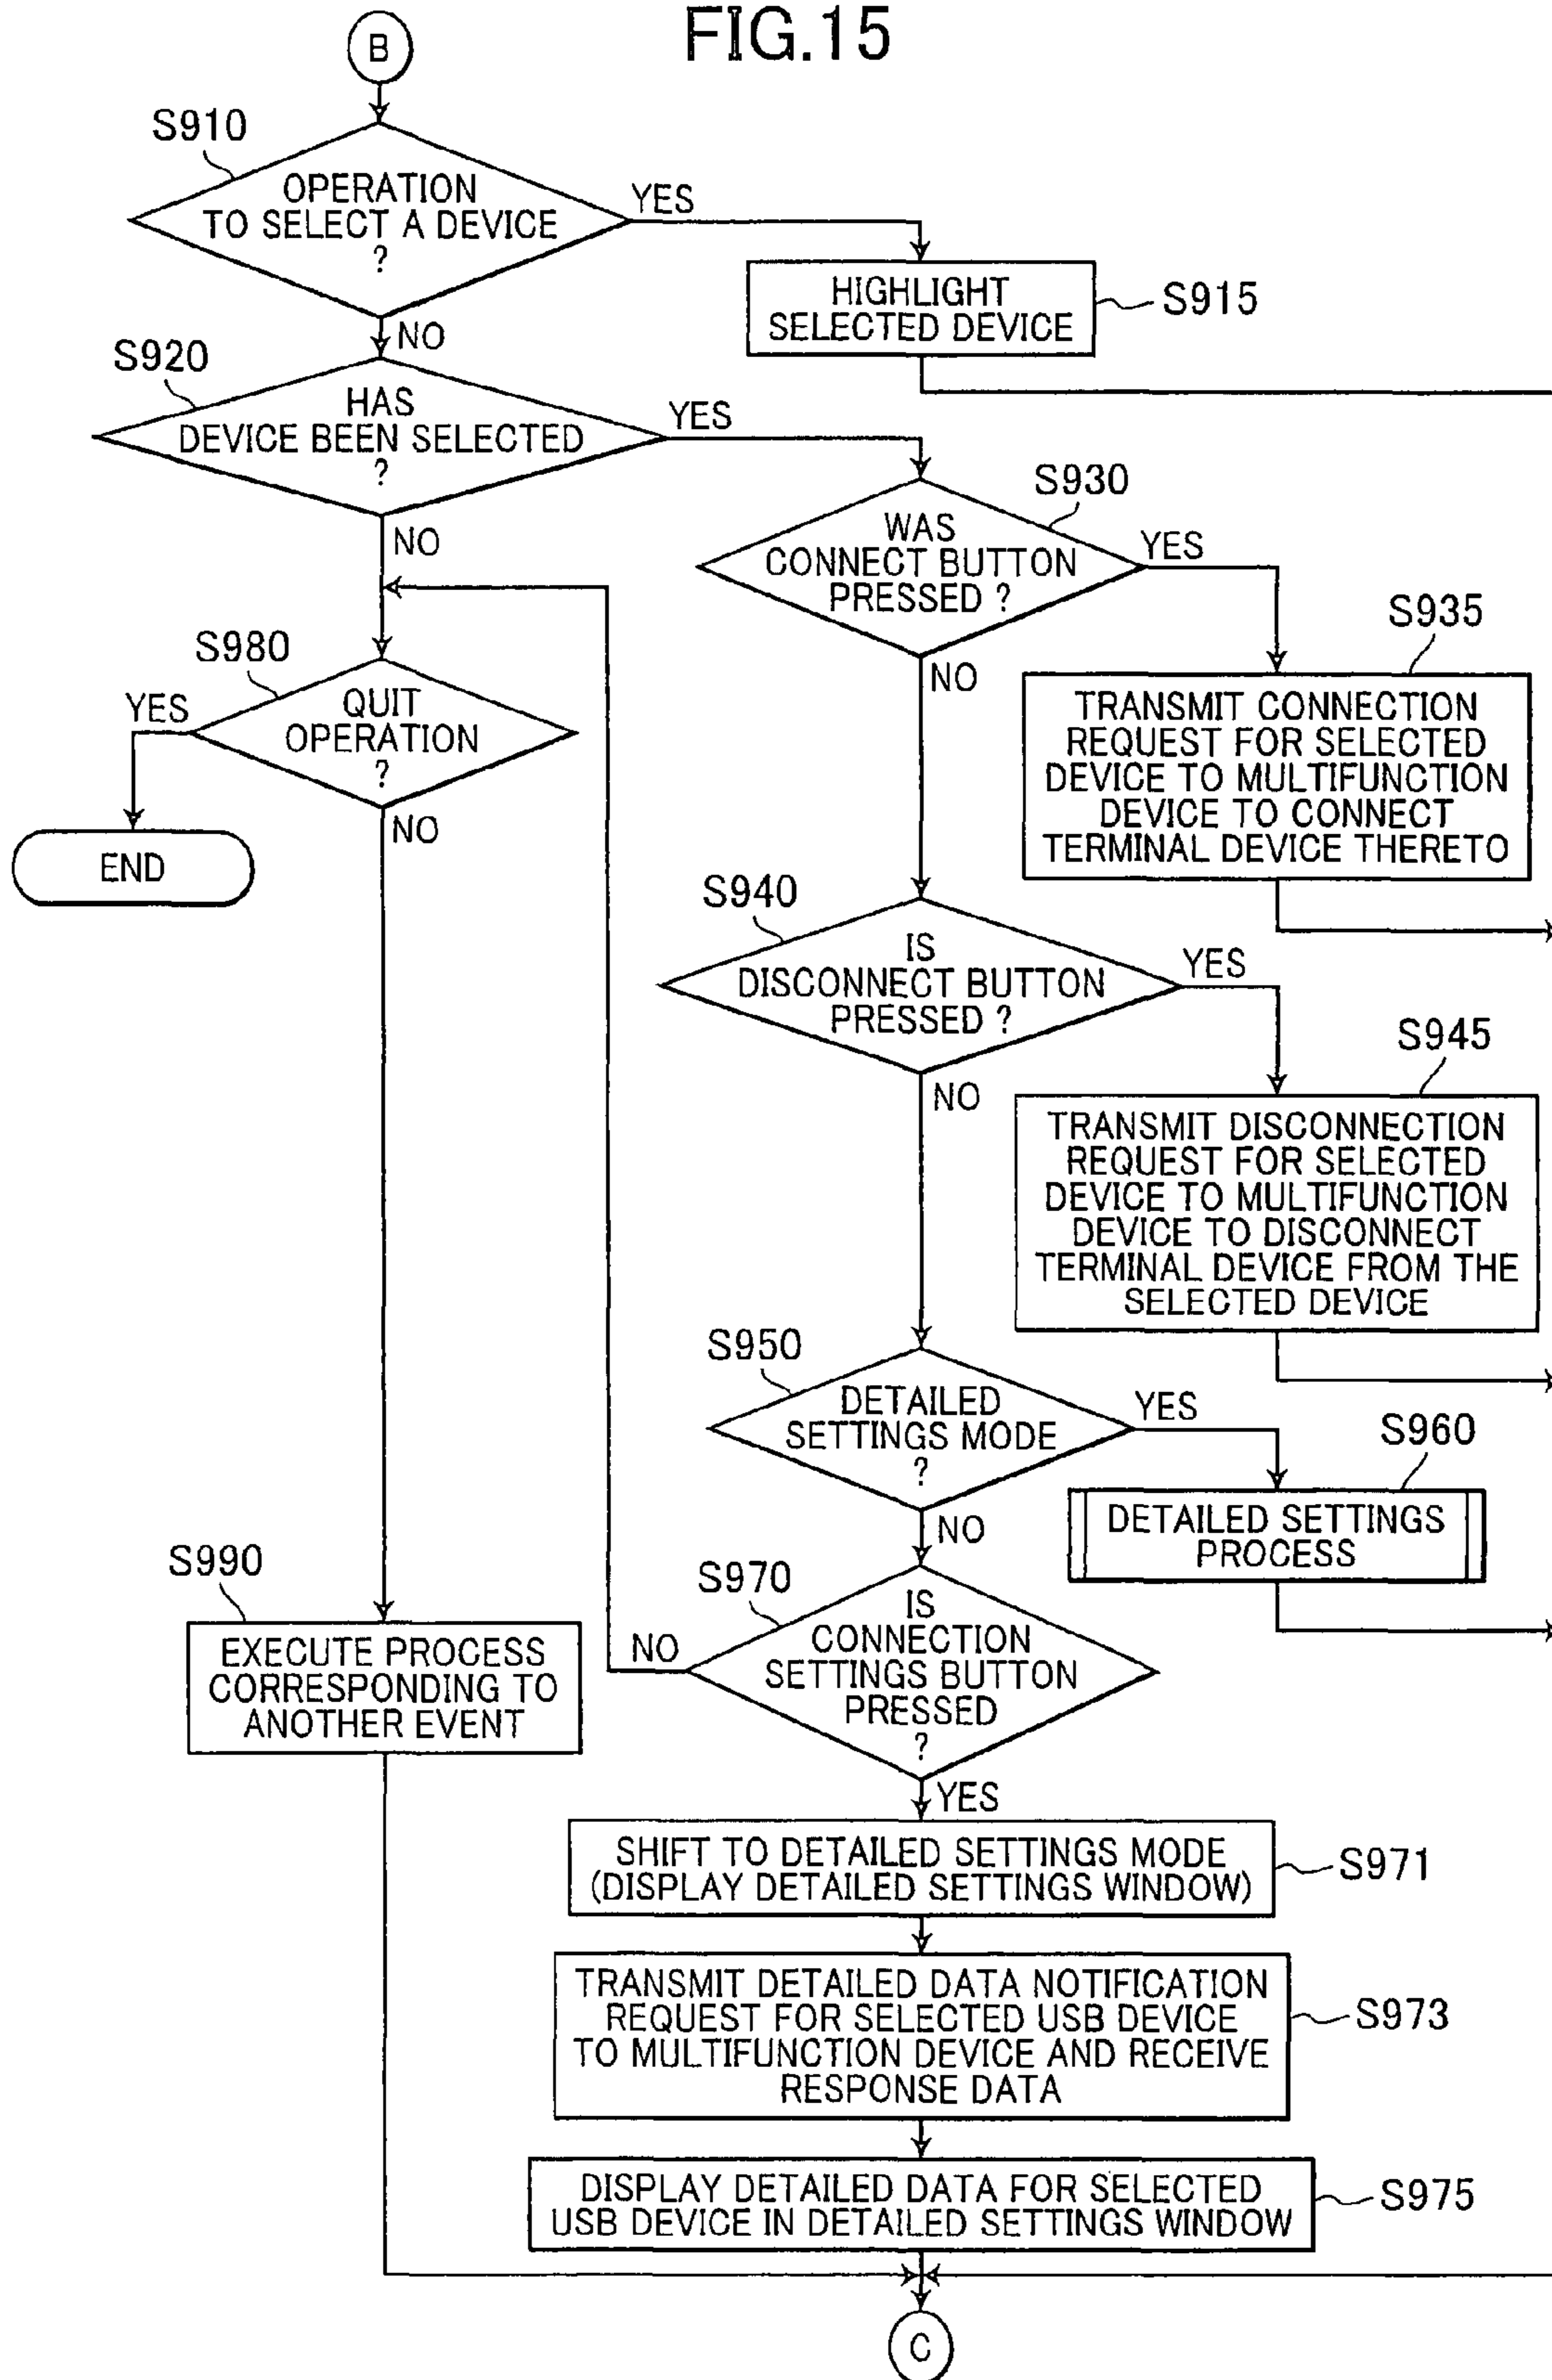 FIG.15
B
S910
OPERATION
TO SELECT A DEVICE
?
YES
NO
HIGHLIGHT
SELECTED DEVICE
S915
S920
HAS
DEVICE BEEN SELECTED
?
YES
NO
S930
WAS
CONNECT BUTTON
PRESSED ?
YES
NO
S935
TRANSMIT CONNECTION
REQUEST FOR SELECTED
DEVICE TO MULTIFUNCTION
DEVICE TO CONNECT
TERMINAL DEVICE THERETO
S980
QUIT
OPERATION
?
YES
NO
END
S940
IS
DISCONNECT BUTTON
PRESSED ?
YES
NO
S945
TRANSMIT DISCONNECTION
REQUEST FOR SELECTED
DEVICE TO MULTIFUNCTION
DEVICE TO DISCONNECT
TERMINAL DEVICE FROM THE
SELECTED DEVICE
S950
DETAILED
SETTINGS MODE
?
YES
NO
S960
DETAILED SETTINGS
PROCESS
S990
EXECUTE PROCESS
CORRESPONDING TO
ANOTHER EVENT
S970
IS
CONNECTION
SETTINGS BUTTON
PRESSED
?
NO
YES
SHIFT TO DETAILED SETTINGS MODE
(DISPLAY DETAILED SETTINGS WINDOW)
S971
TRANSMIT DETAILED DATA NOTIFICATION
REQUEST FOR SELECTED USB DEVICE
TO MULTIFUNCTION DEVICE AND RECEIVE
RESPONSE DATA
S973
DISPLAY DETAILED DATA FOR SELECTED
USB DEVICE IN DETAILED SETTINGS WINDOW
S975
C